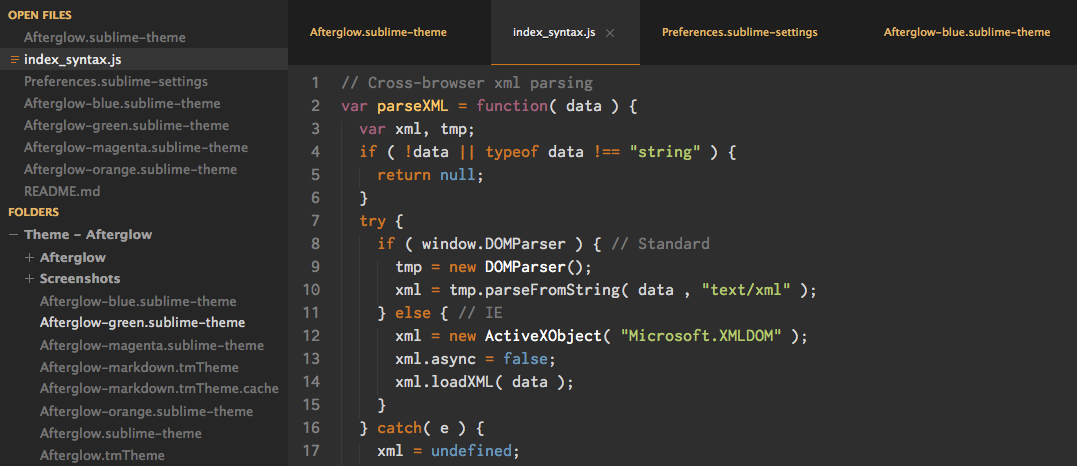 OPEN FILES
Afterglow.sublime-theme
index_syntax.js
Preferences.sublime-settings
Afterglow-blue.sublime-theme
Afterglow-green.sublime-theme
Afterglow-magenta.sublime-theme
Afterglow-orange.sublime-theme
README.md
FOLDERS
Theme - Afterglow
Afterglow
Screenshots
Afterglow-blue.sublime-theme
Afterglow-green.sublime-theme
Afterglow-magenta.sublime-theme
Afterglow-markdown.tmTheme
Afterglow-markdown.tmTheme.cache
Afterglow-orange.sublime-theme
Afterglow.sublime-theme
Afterglow.tmTheme
Afterglow.sublime-theme index_syntax.js × Preferences.sublime-settings Afterglow-blue.sublime-theme
1 // Cross-browser xml parsing
2 var parseXML = function( data ) {
3 var xml, tmp;
4 if ( !data || typeof data !== "string" ) {
5 return null;
6 }
7 try {
8 if ( window.DOMParser ) { // Standard
9 tmp = new DOMParser();
10 xml = tmp.parseFromString( data , "text/xml" );
11 } else { // IE
12 xml = new ActiveXObject( "Microsoft.XMLDOM" );
13 xml.async = false;
14 xml.loadXML( data );
15 }
16 } catch( e ) {
17 xml = undefined;